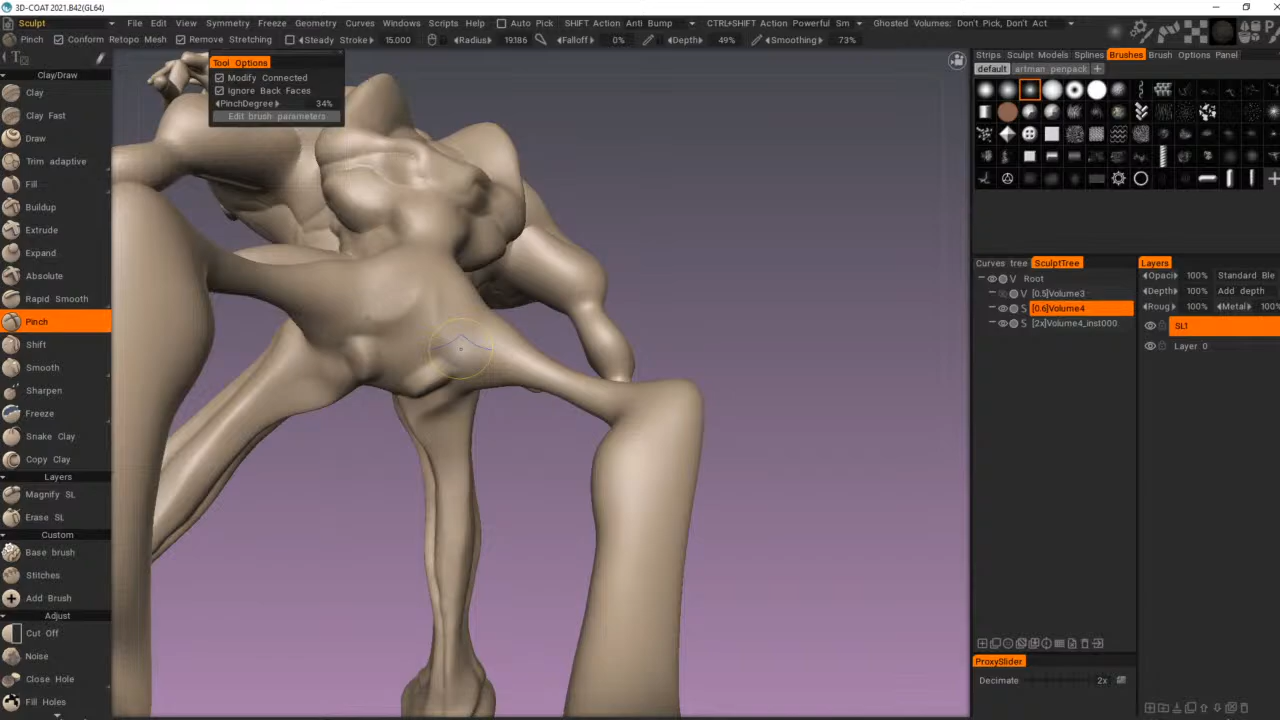 3D-COAT 2021.B42(GL64)
Sculpt File Edit View Symmetry Freeze Geometry Curves Windows Scripts Help Auto Pick SHIFT Action Anti Bump CTRL+SHIFT Action Powerful Sm Ghosted Volumes: Don't Pick, Don't Act
Pinch Conform Retopo Mesh Remove Stretching Steady Stroke 15.000 Radius 19.186 Falloff 0% Depth 49% Smoothing 73%
Tool Options
Modify Connected
Ignore Back Faces
PinchDegree 34%
Edit brush parameters
Clay/Draw
Clay
Clay Fast
Draw
Trim adaptive
Fill
Buildup
Extrude
Expand
Absolute
Rapid Smooth
Pinch
Shift
Smooth
Sharpen
Freeze
Snake Clay
Copy Clay
Layers
Magnify SL
Erase SL
Custom
Base brush
Stitches
Add Brush
Adjust
Cut Off
Noise
Close Hole
Fill Holes
Strips Sculpt Models Splines Brushes Brush Options Panel
default artman penpack +
Curves tree SculptTree
Root
V [0.5]Volume3
S [0.6]Volume4
S [2x]Volume4_inst000
ProxySlider
Decimate 2x
Layers
Opaci 100% Standard Ble
Depth 100% Add depth
Roug 100% Metal 100%
SL1
Layer 0